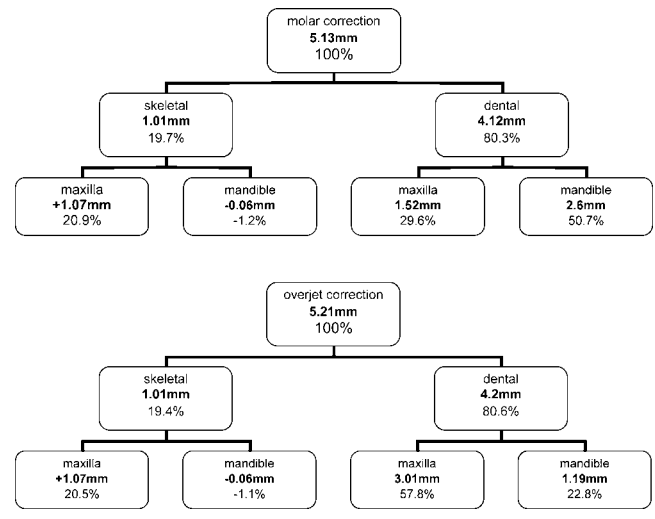 molar correction
5.13mm
100%
skeletal
1.01mm
19.7%
dental
4.12mm
80.3%
maxilla
+1.07mm
20.9%
mandible
-0.06mm
-1.2%
maxilla
1.52mm
29.6%
mandible
2.6mm
50.7%
overjet correction
5.21mm
100%
skeletal
1.01mm
19.4%
dental
4.2mm
80.6%
maxilla
+1.07mm
20.5%
mandible
-0.06mm
-1.1%
maxilla
3.01mm
57.8%
mandible
1.19mm
22.8%